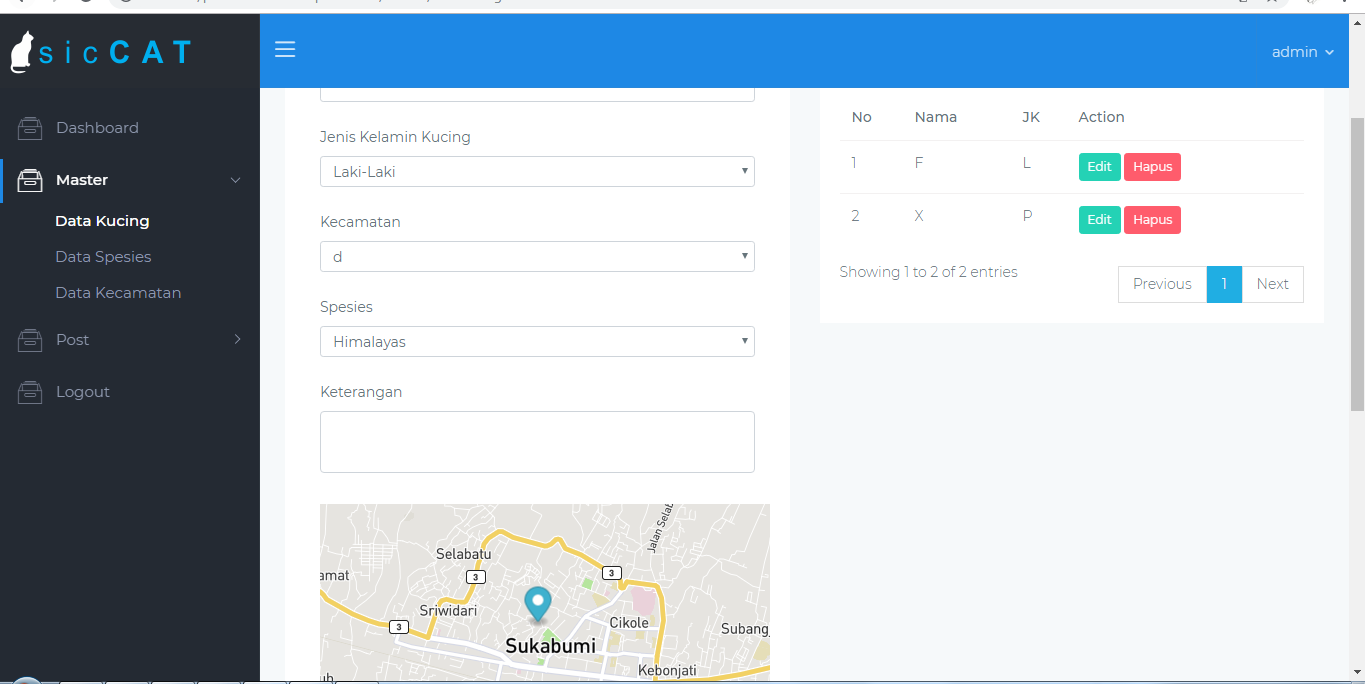 sicCAT
admin
Dashboard
Master
Data Kucing
Data Spesies
Data Kecamatan
Post
Logout
Jenis Kelamin Kucing
Laki-Laki
Kecamatan
d
Spesies
Himalayas
Keterangan
Selabatu
Jalan Selab
amat
3
3
Sriwidari
3
Cikole
Subang
Sukabumi
Kebonjati
ub
No Nama JK Action
1 F L Edit Hapus
2 X P Edit Hapus
Showing 1 to 2 of 2 entries
Previous 1 Next